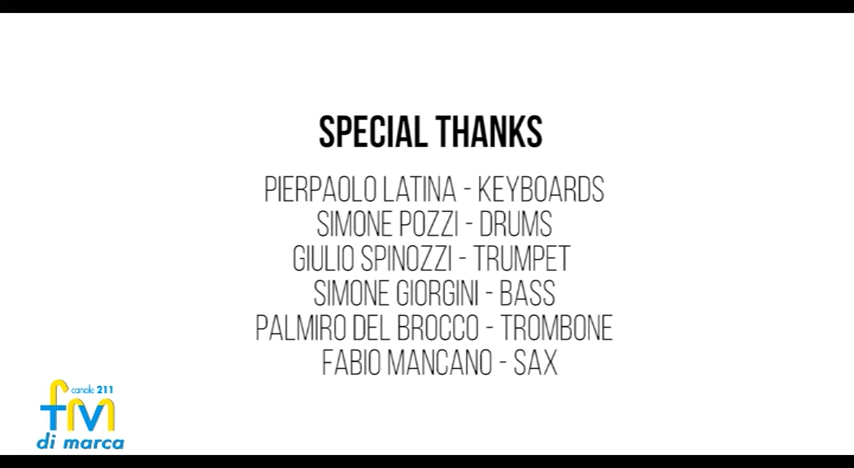 SPECIAL THANKS
PIERPAOLO LATINA - KEYBOARDS
SIMONE POZZI - DRUMS
GIULIO SPINOZZI - TRUMPET
SIMONE GIORGINI - BASS
PALMIRO DEL BROCCO - TROMBONE
FABIO MANCANO - SAX
canale 211
fm
TVM
di marca